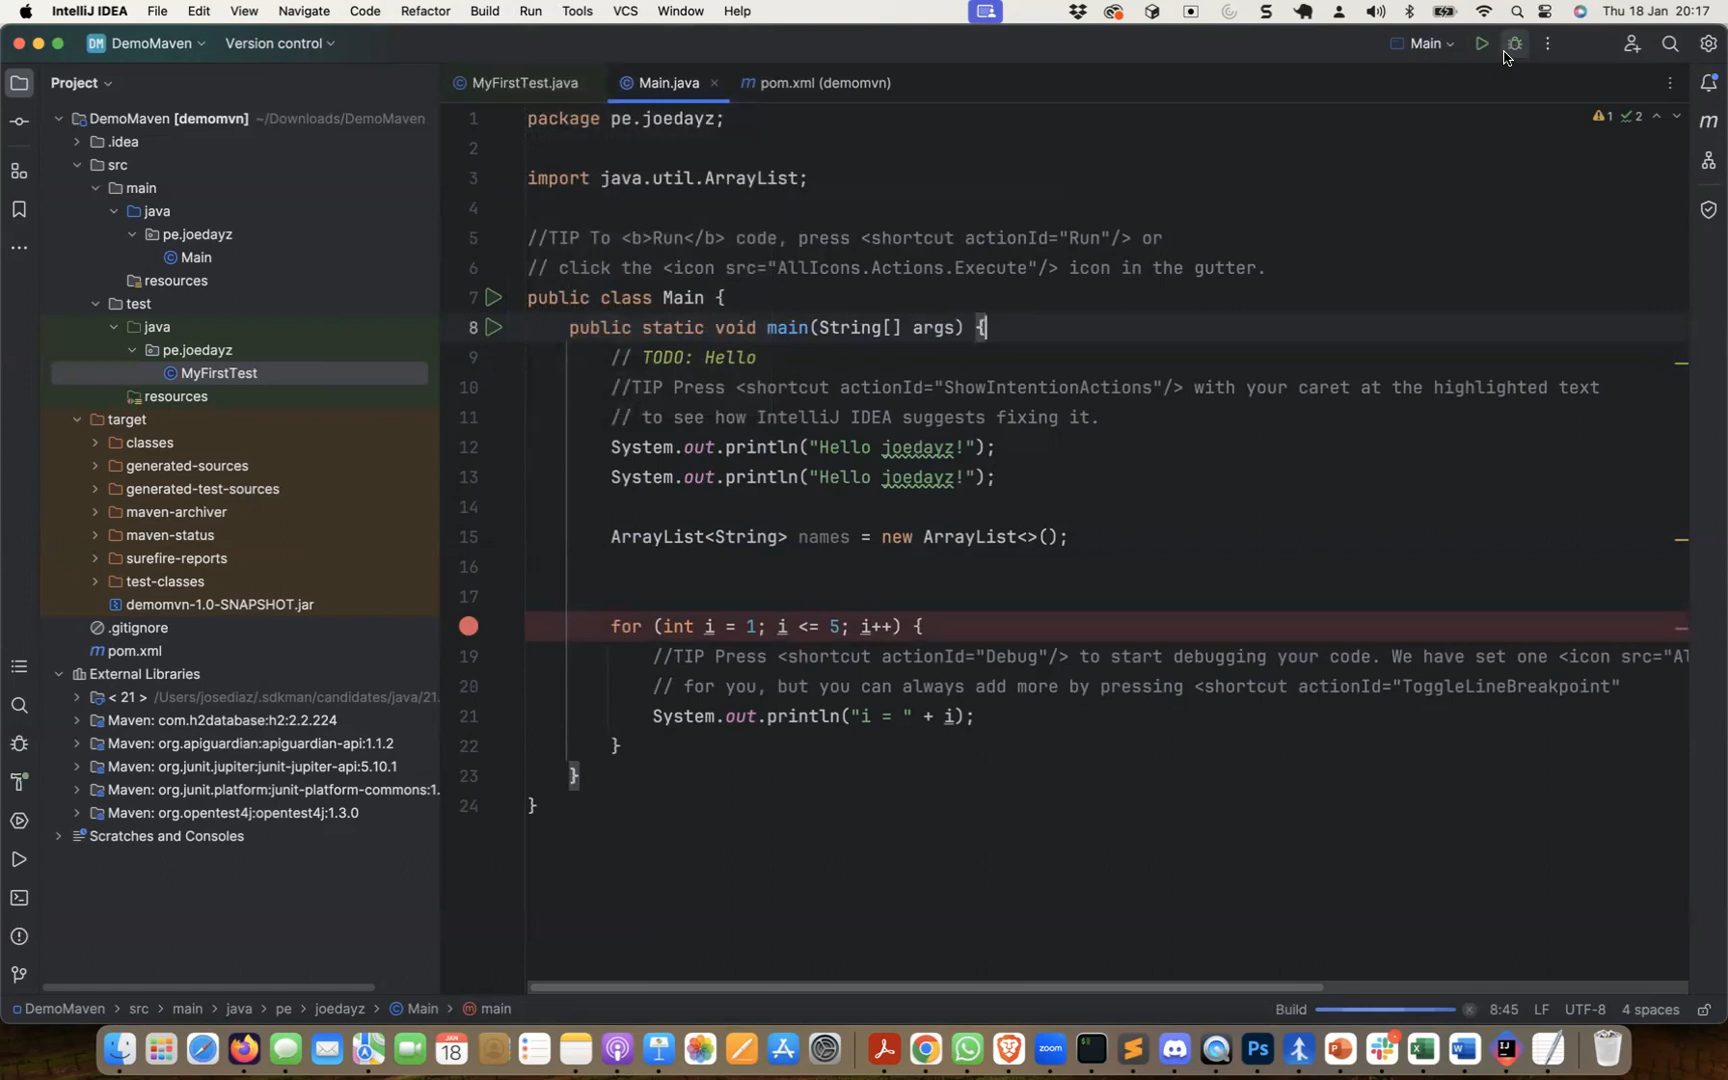 IntelliJ IDEA File Edit View Navigate Code Refactor Build Run Tools VCS Window Help Thu 18 Jan 20:17
DM DemoMaven Version control Main
Project MyFirstTest.java Main.java pom.xml (demomvn)
DemoMaven [demomvn] ~/Downloads/DemoMaven
.idea
src
main
java
pe.joedayz
Main
resources
test
java
pe.joedayz
MyFirstTest
resources
target
classes
generated-sources
generated-test-sources
maven-archiver
maven-status
surefire-reports
test-classes
demomvn-1.0-SNAPSHOT.jar
.gitignore
pom.xml
External Libraries
< 21 > /Users/josediaz/.sdkman/candidates/java/21.
Maven: com.h2database:h2:2.2.224
Maven: org.apiguardian:apiguardian-api:1.1.2
Maven: org.junit.jupiter:junit-jupiter-api:5.10.1
Maven: org.junit.platform:junit-platform-commons:1.
Maven: org.opentest4j:opentest4j:1.3.0
Scratches and Consoles
1 package pe.joedayz;
2
3 import java.util.ArrayList;
4
5 //TIP To <b>Run</b> code, press <shortcut actionId="Run"/> or
6 // click the <icon src="AllIcons.Actions.Execute"/> icon in the gutter.
7 public class Main {
8 public static void main(String[] args) {
9 // TODO: Hello
10 //TIP Press <shortcut actionId="ShowIntentionActions"/> with your caret at the highlighted text
11 // to see how IntelliJ IDEA suggests fixing it.
12 System.out.println("Hello joedayz!");
13 System.out.println("Hello joedayz!");
14
15 ArrayList<String> names = new ArrayList<>();
16
17
for (int i = 1; i <= 5; i++) {
19 //TIP Press <shortcut actionId="Debug"/> to start debugging your code. We have set one <icon src="Al
20 // for you, but you can always add more by pressing <shortcut actionId="ToggleLineBreakpoint"
21 System.out.println("i = " + i);
22 }
23 }
24 }
1 2
DemoMaven src main java pe joedayz Main main Build 8:45 LF UTF-8 4 spaces
JAN
18
zoom Ps